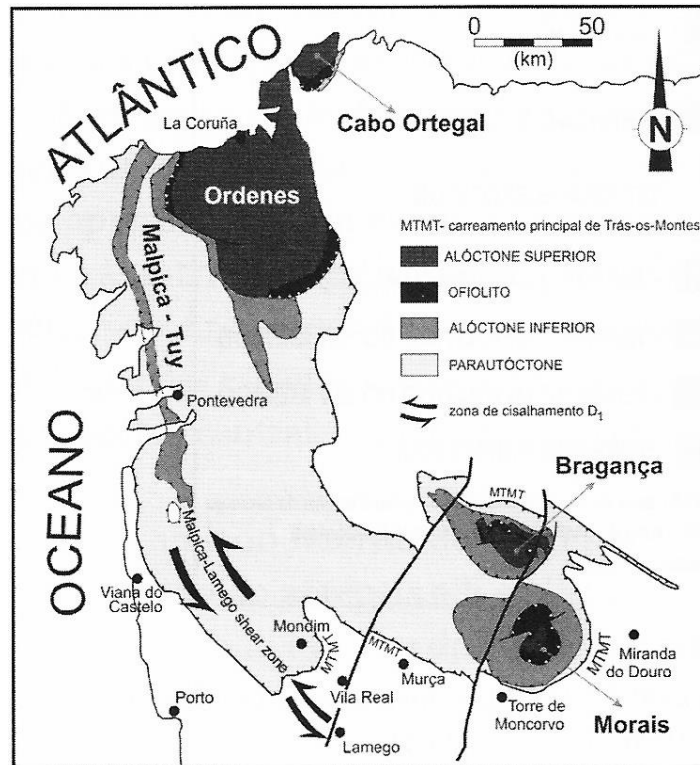 ATLÂNTICO
0 50
(km)
La Coruña
Cabo Ortegal
N
Ordenes
MTMT- carreamento principal de Trás-os-Montes
ALÓCTONE SUPERIOR
OFIOLITO
ALÓCTONE INFERIOR
PARAUTÓCTONE
zona de cisalhamento D1
Malpica - Tuy
Pontevedra
OCEANO
Bragança
MTMT
Malpica-Lamego shear zone
Viana do
Castelo
Mondim
MTMT
MTMT
Murça
MTMT
Miranda
do Douro
Porto
Vila Real
Torre de
Moncorvo
Morais
Lamego